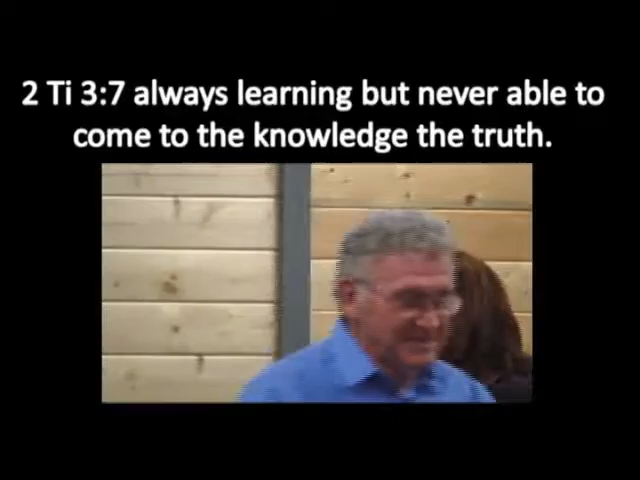 2 Ti 3:7 always learning but never able to
come to the knowledge the truth.